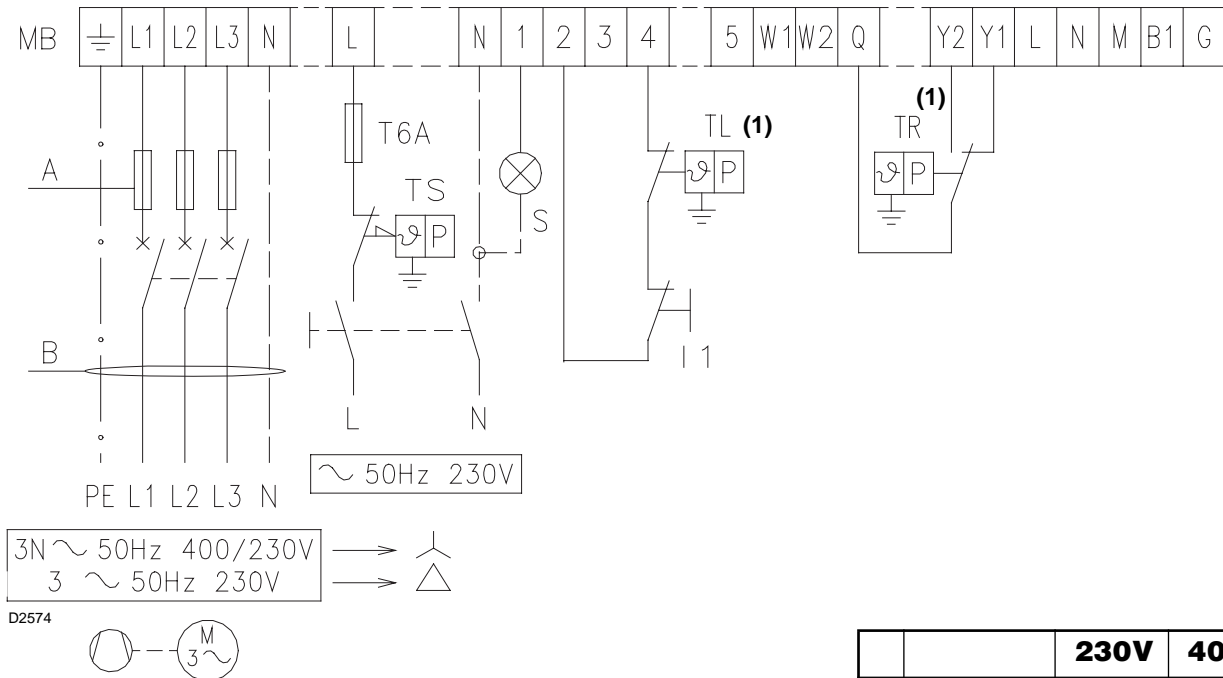 MB L1 L2 L3 N L N 1 2 3 4 5 W1 W2 Q Y2 Y1 L N M B1 G
(1)
T6A TL (1) TR
A ϑ P ϑ P
TS
ϑ P S
B I1
L N
~ 50Hz 230V
PE L1 L2 L3 N
3N ~ 50Hz 400/230V
3 ~ 50Hz 230V
D2574
M
3~
230V 40